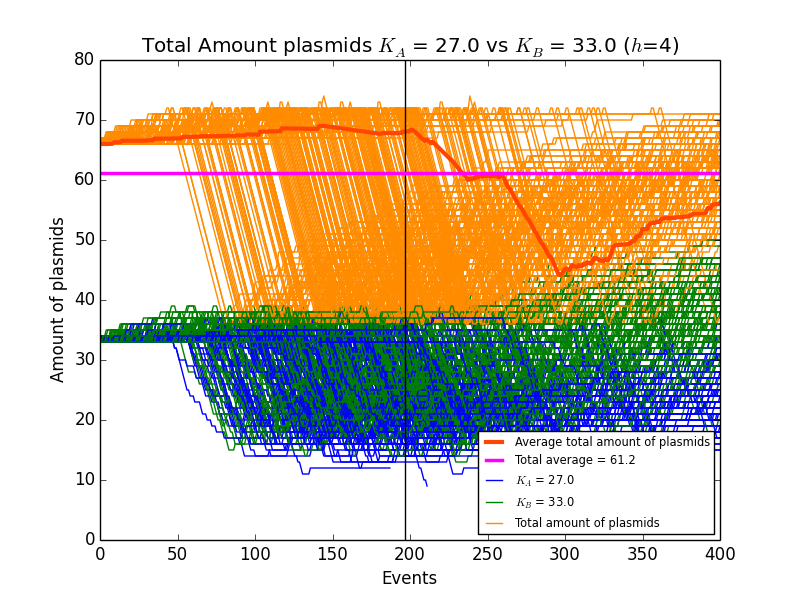 Total Amount plasmids K_A = 27.0 vs K_B = 33.0 (h=4)
80
70
60
50
40
30
20
10
0
Amount of plasmids
Average total amount of plasmids
Total average = 61.2
K_A = 27.0
K_B = 33.0
Total amount of plasmids
0 50 100 150 200 250 300 350 400
Events